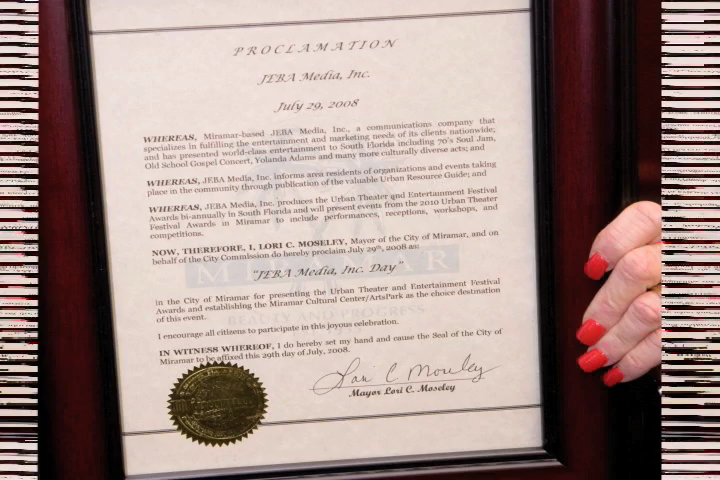 PROCLAMATION
JEBA Media, Inc.
July 29, 2008
WHEREAS, Miramar-based JEBA Media, Inc., a communications company that
specializes in fulfilling the entertainment and marketing needs of its clients nationwide;
and has presented world-class entertainment to South Florida including 70's Soul Jam,
Old School Gospel Concert, Yolanda Adams and many more culturally diverse acts; and
WHEREAS, JEBA Media, Inc. informs area residents of organizations and events taking
place in the community through publication of the valuable Urban Resource Guide; and
WHEREAS, JEBA Media, Inc. produces the Urban Theater and Entertainment Festival
Awards bi-annually in South Florida and will present events from the 2010 Urban Theater
Festival Awards in Miramar to include performances, receptions, workshops, and
competitions.
NOW, THEREFORE, I, LORI C. MOSELEY, Mayor of the City of Miramar, and on
behalf of the City Commission do hereby proclaim July 29th, 2008 as:
MIRAMAR
"JEBA Media, Inc. Day"
in the City of Miramar for presenting the Urban Theater and Entertainment Festival
Awards and establishing the Miramar Cultural Center/ArtsPark as the choice destination
of this event.
BEAUTY AND PROGRESS
I encourage all citizens to participate in this joyous celebration.
IN WITNESS WHEREOF, I do hereby set my hand and cause the Seal of the City of
Miramar to be affixed this 29th day of July, 2008.
Lori C Moseley
Mayor Lori C. Moseley